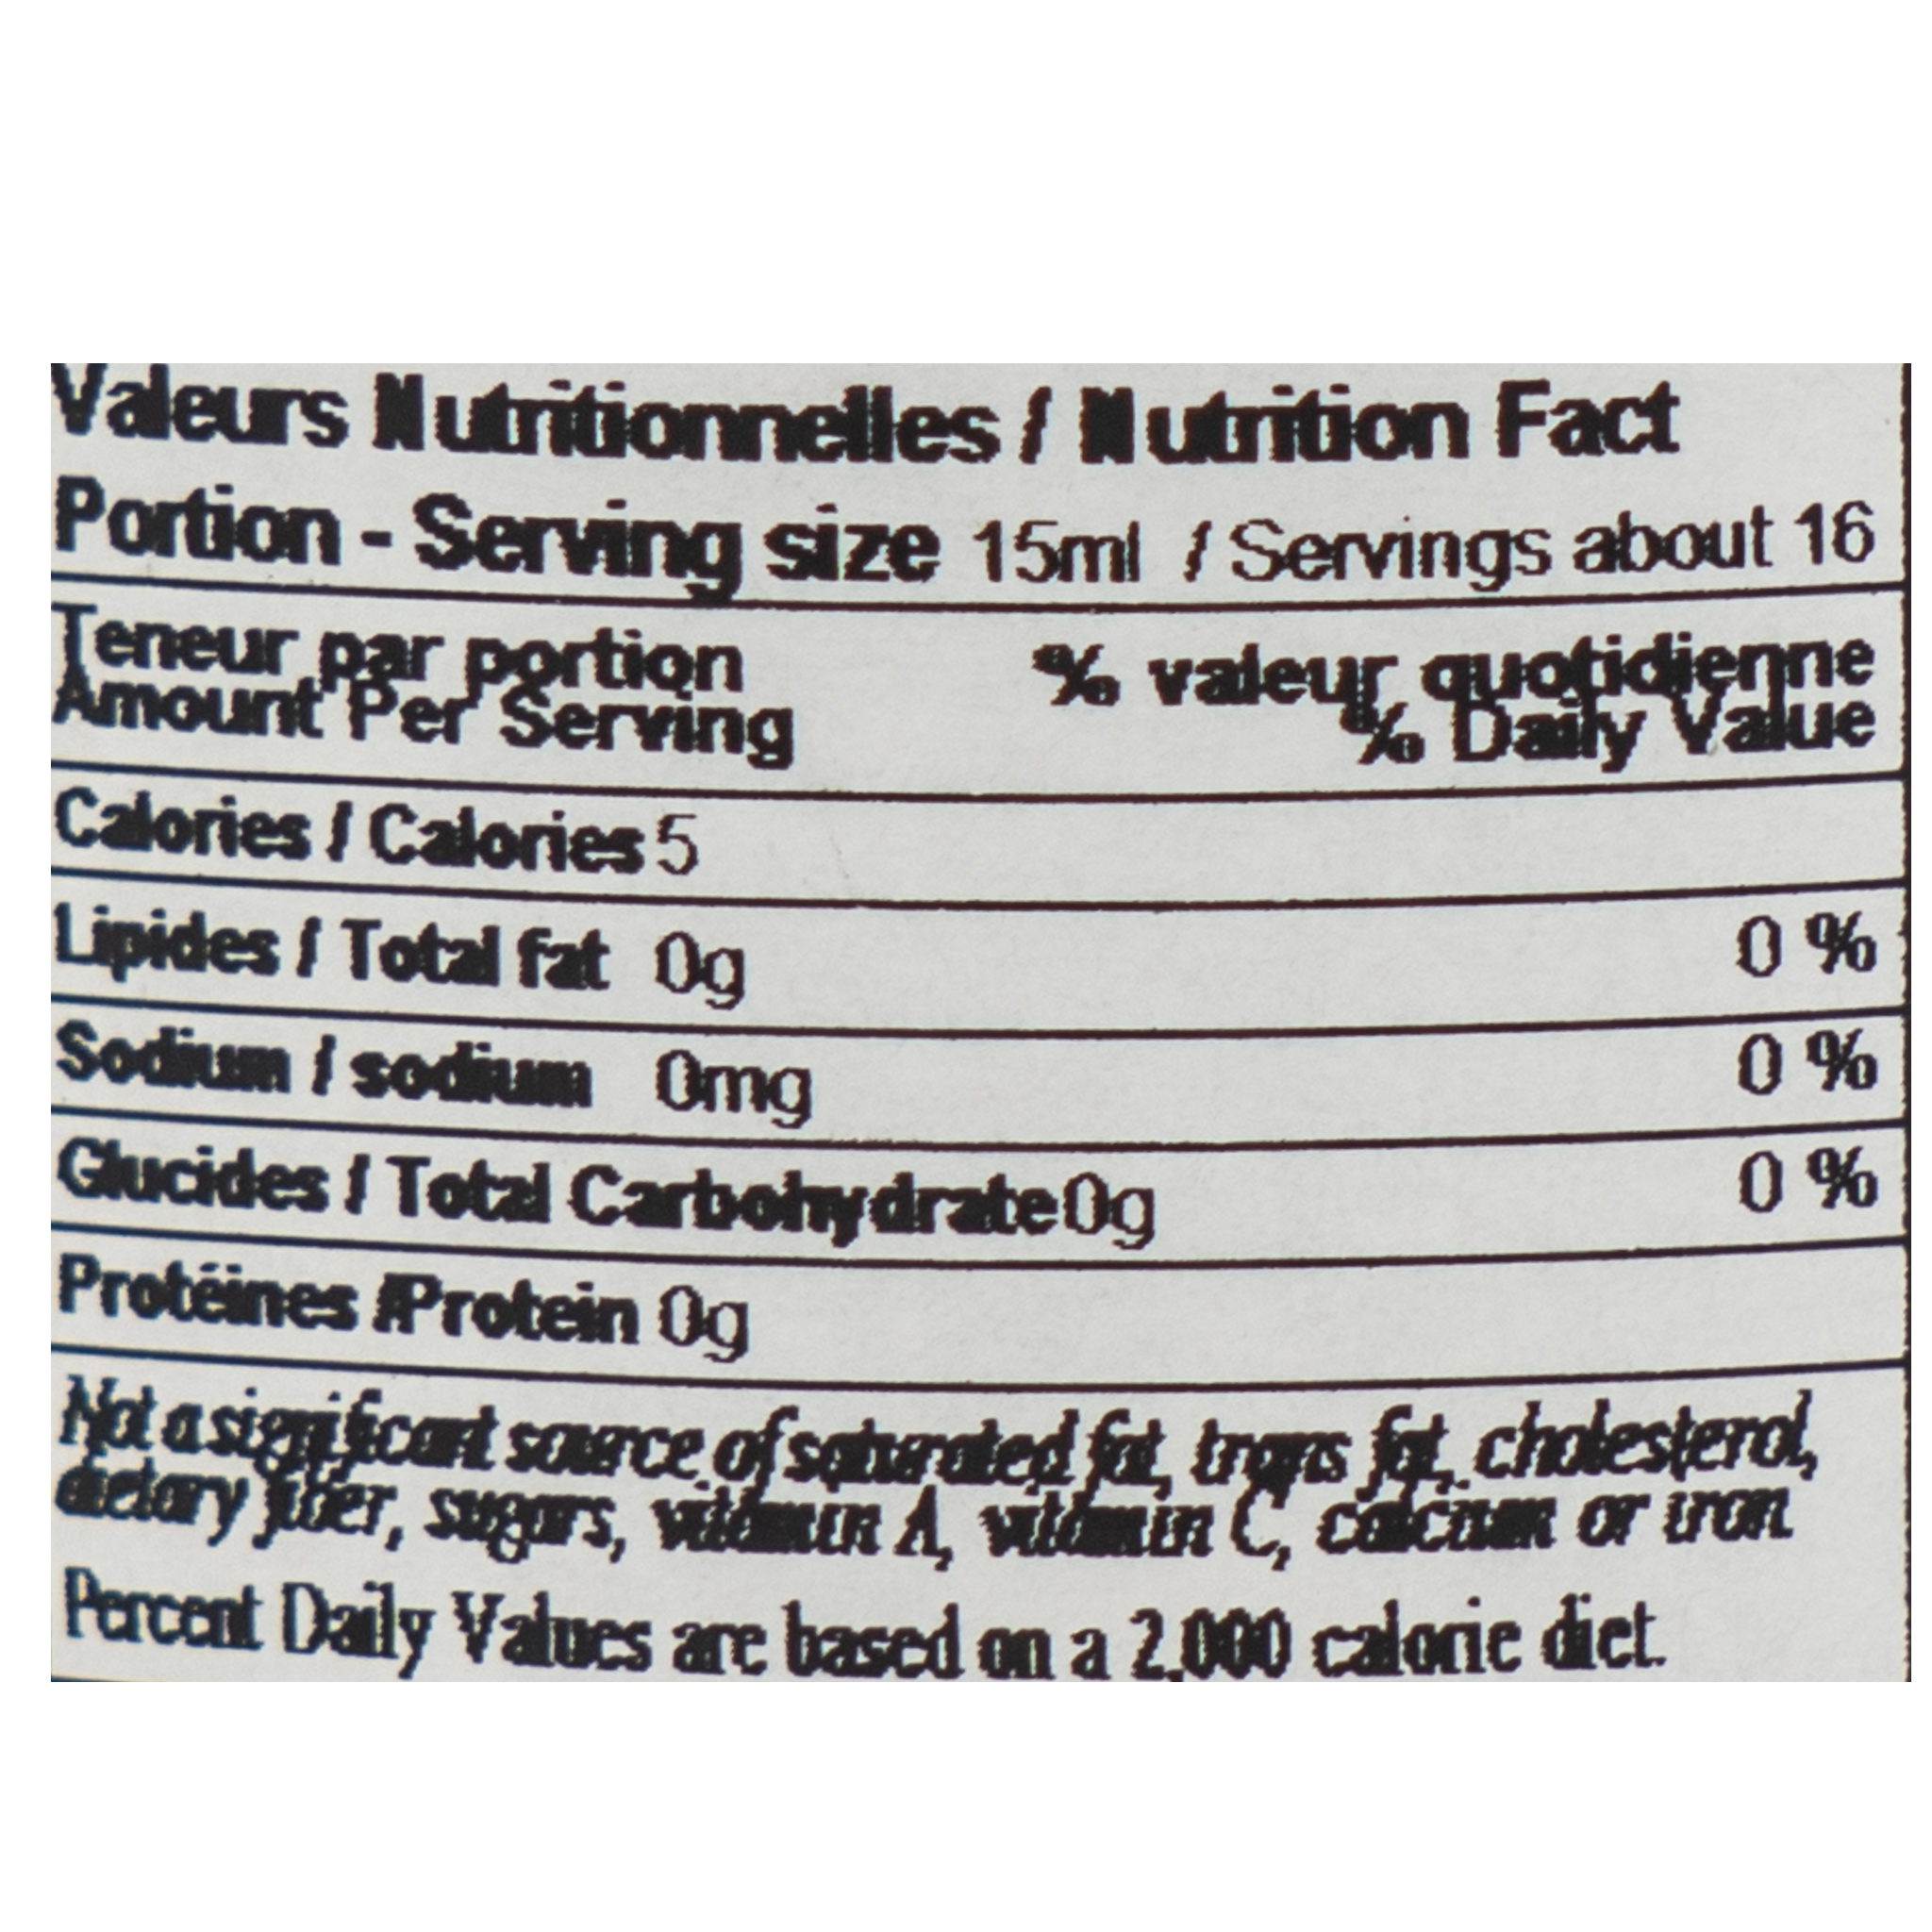 Valeurs Nutritionnelles / Nutrition Fact
Portion - Serving size 15ml / Servings about 16
Teneur par portion % valeur quotidienne
Amount Per Serving % Daily Value
Calories / Calories 5
Lipides / Total fat 0g 0 %
Sodium / sodium 0mg 0 %
Glucides / Total Carbohydrate 0g 0 %
Protéines /Protein 0g
Not a significant source of saturated fat, trans fat, cholesterol,
dietary fiber, sugars, vitamin A, vitamin C, calcium or iron.
Percent Daily Values are based on a 2,000 calorie diet.